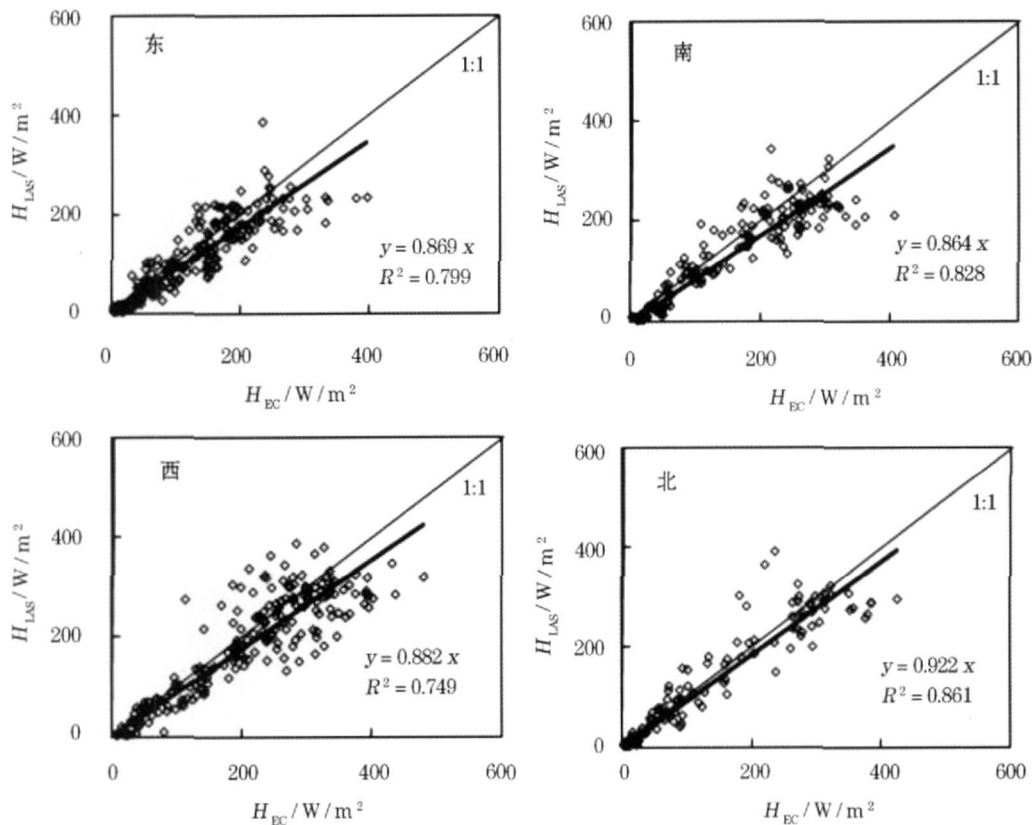 600
东
1:1
400
H_LAS/W/m²
200
y = 0.869 x
R² = 0.799
0
0 200 400 600
H_EC/W/m²
600
南
1:1
400
H_LAS/W/m²
200
y = 0.864 x
R² = 0.828
0
0 200 400 600
H_EC/W/m²
600
西
1:1
400
H_LAS/W/m²
200
y = 0.882 x
R² = 0.749
0
0 200 400 600
H_EC/W/m²
600
北
1:1
400
H_LAS/W/m²
200
y = 0.922 x
R² = 0.861
0
0 200 400 600
H_EC/W/m²